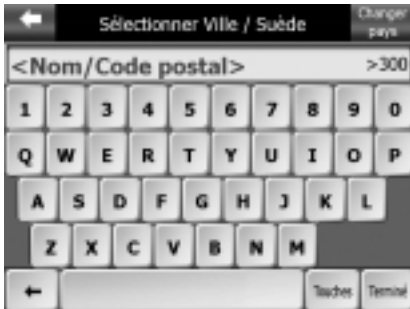 Sélectionner Ville / Suède Changer pays
<Nom/Code postal> >300
1 2 3 4 5 6 7 8 9 0
Q W E R T Y U I O P
A S D F G H J K L
Z X C V B N M
Touches Terminé